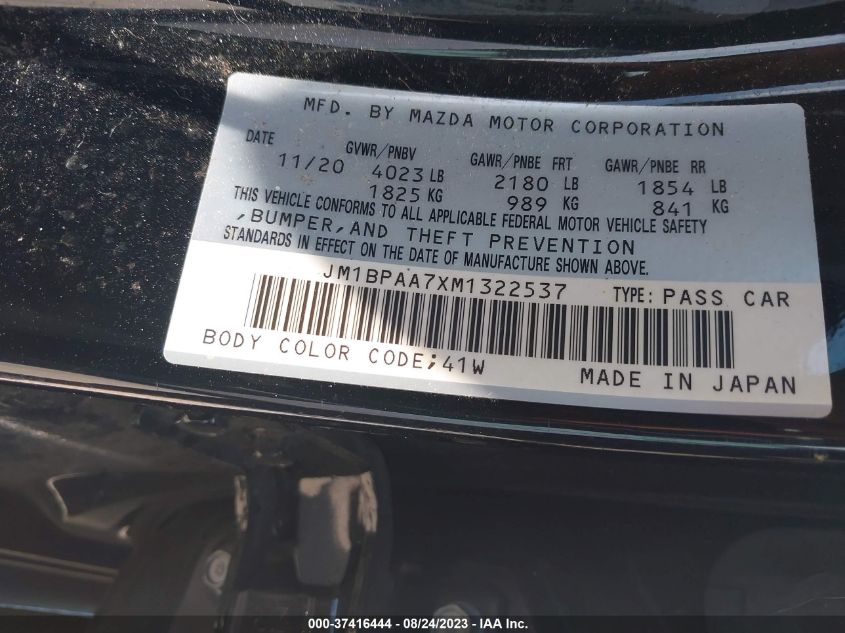 MFD. BY MAZDA MOTOR CORPORATION
DATE GVWR/PNBV GAWR/PNBE FRT GAWR/PNBE RR
11/20 4023 LB 2180 LB 1854 LB
1825 KG 989 KG 841 KG
THIS VEHICLE CONFORMS TO ALL APPLICABLE FEDERAL MOTOR VEHICLE SAFETY
,BUMPER,AND THEFT PREVENTION
STANDARDS IN EFFECT ON THE DATE OF MANUFACTURE SHOWN ABOVE.
JM1BPAA7XM1322537 TYPE: PASS CAR
BODY COLOR CODE;41W
MADE IN JAPAN
000-37416444 - 08/24/2023 - IAAI Inc.